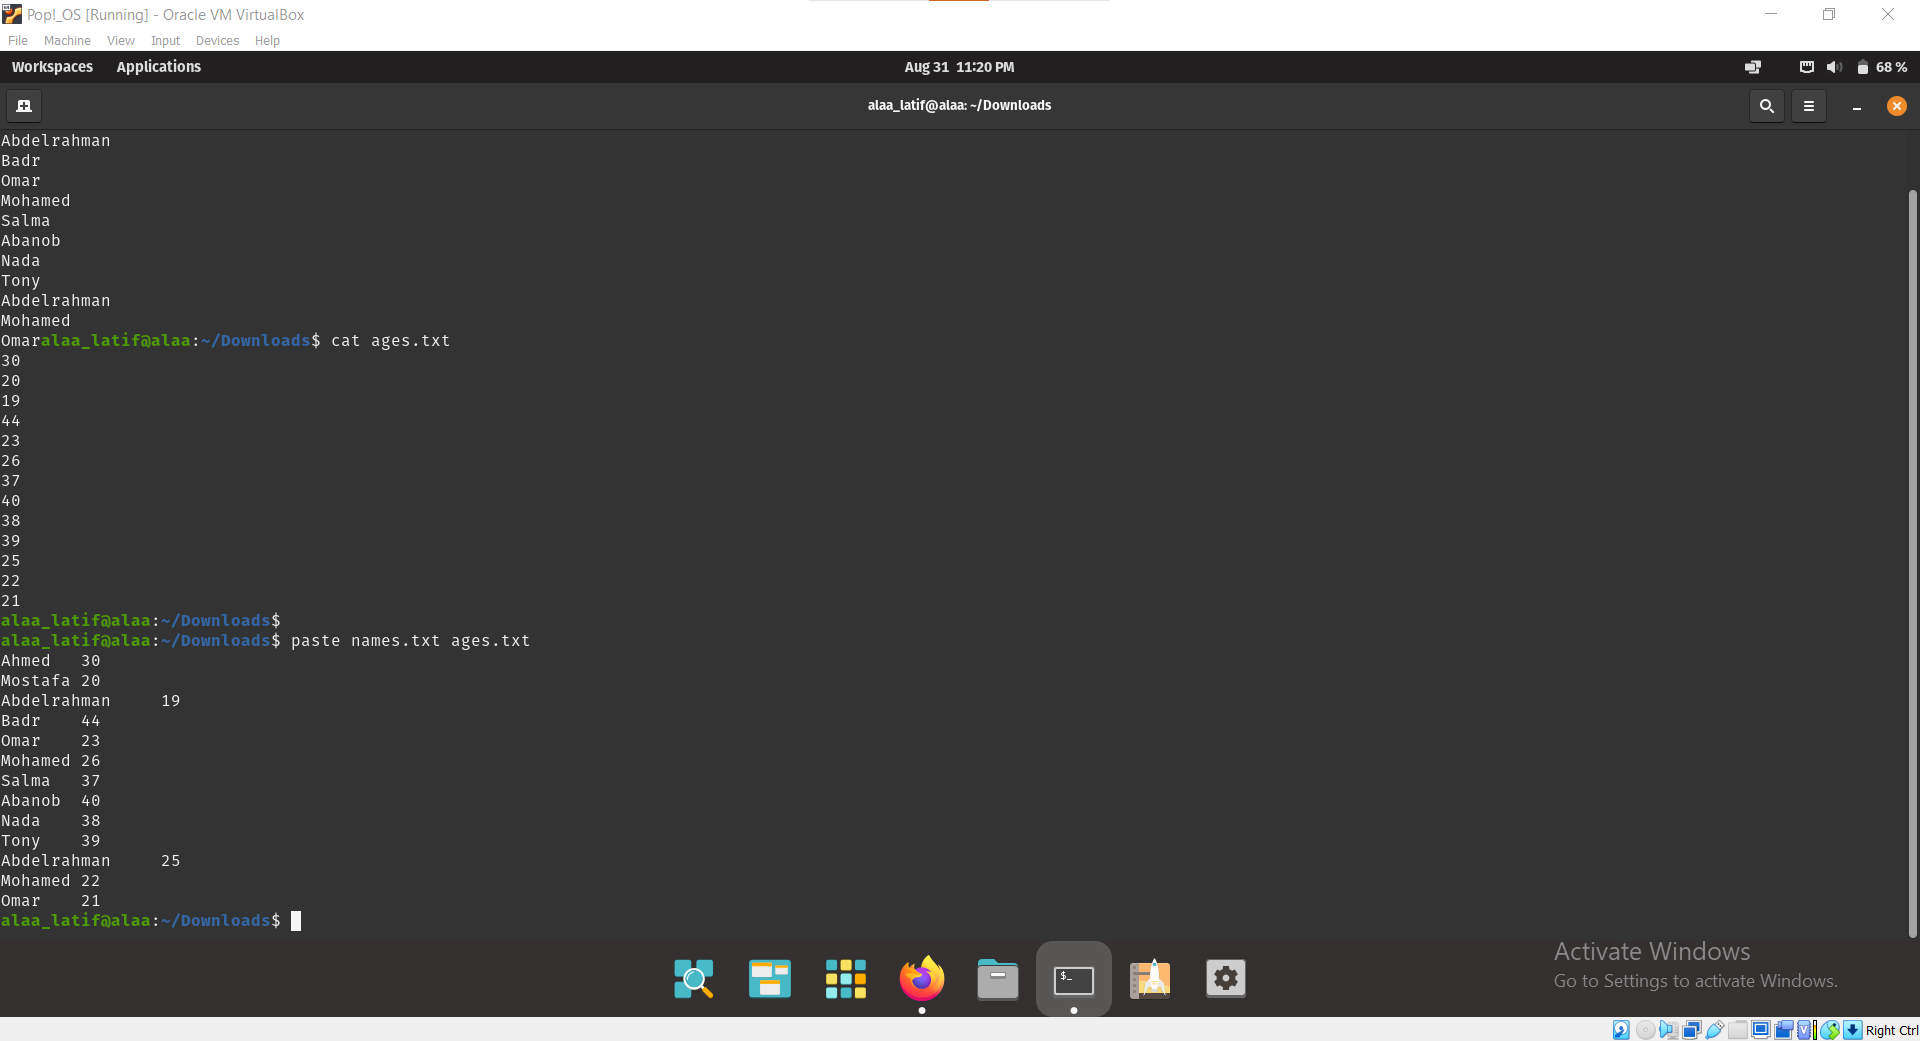 Pop!_OS [Running] - Oracle VM VirtualBox
File Machine View Input Devices Help
Workspaces Applications Aug 31 11:20 PM 68 %
alaa_latif@alaa: ~/Downloads
Abdelrahman
Badr
Omar
Mohamed
Salma
Abanob
Nada
Tony
Abdelrahman
Mohamed
Omaralaa_latif@alaa:~/Downloads$ cat ages.txt
30
20
19
44
23
26
37
40
38
39
25
22
21
alaa_latif@alaa:~/Downloads$
alaa_latif@alaa:~/Downloads$ paste names.txt ages.txt
Ahmed 30
Mostafa 20
Abdelrahman 19
Badr 44
Omar 23
Mohamed 26
Salma 37
Abanob 40
Nada 38
Tony 39
Abdelrahman 25
Mohamed 22
Omar 21
alaa_latif@alaa:~/Downloads$
$_
Activate Windows
Go to Settings to activate Windows.
Right Ctrl